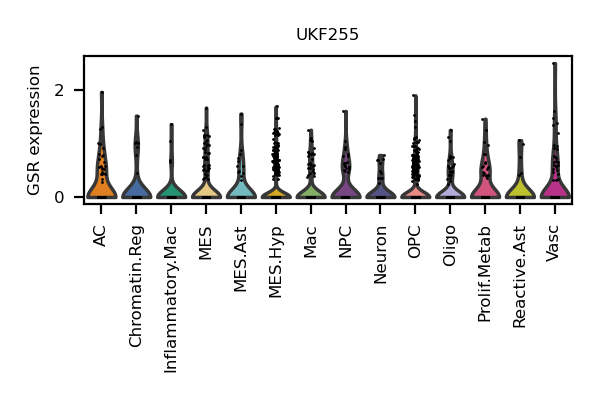 UKF255
GSR expression
2
0
AC
Chromatin.Reg
Inflammatory.Mac
MES
MES.Ast
MES.Hyp
Mac
NPC
Neuron
OPC
Oligo
Prolif.Metab
Reactive.Ast
Vasc